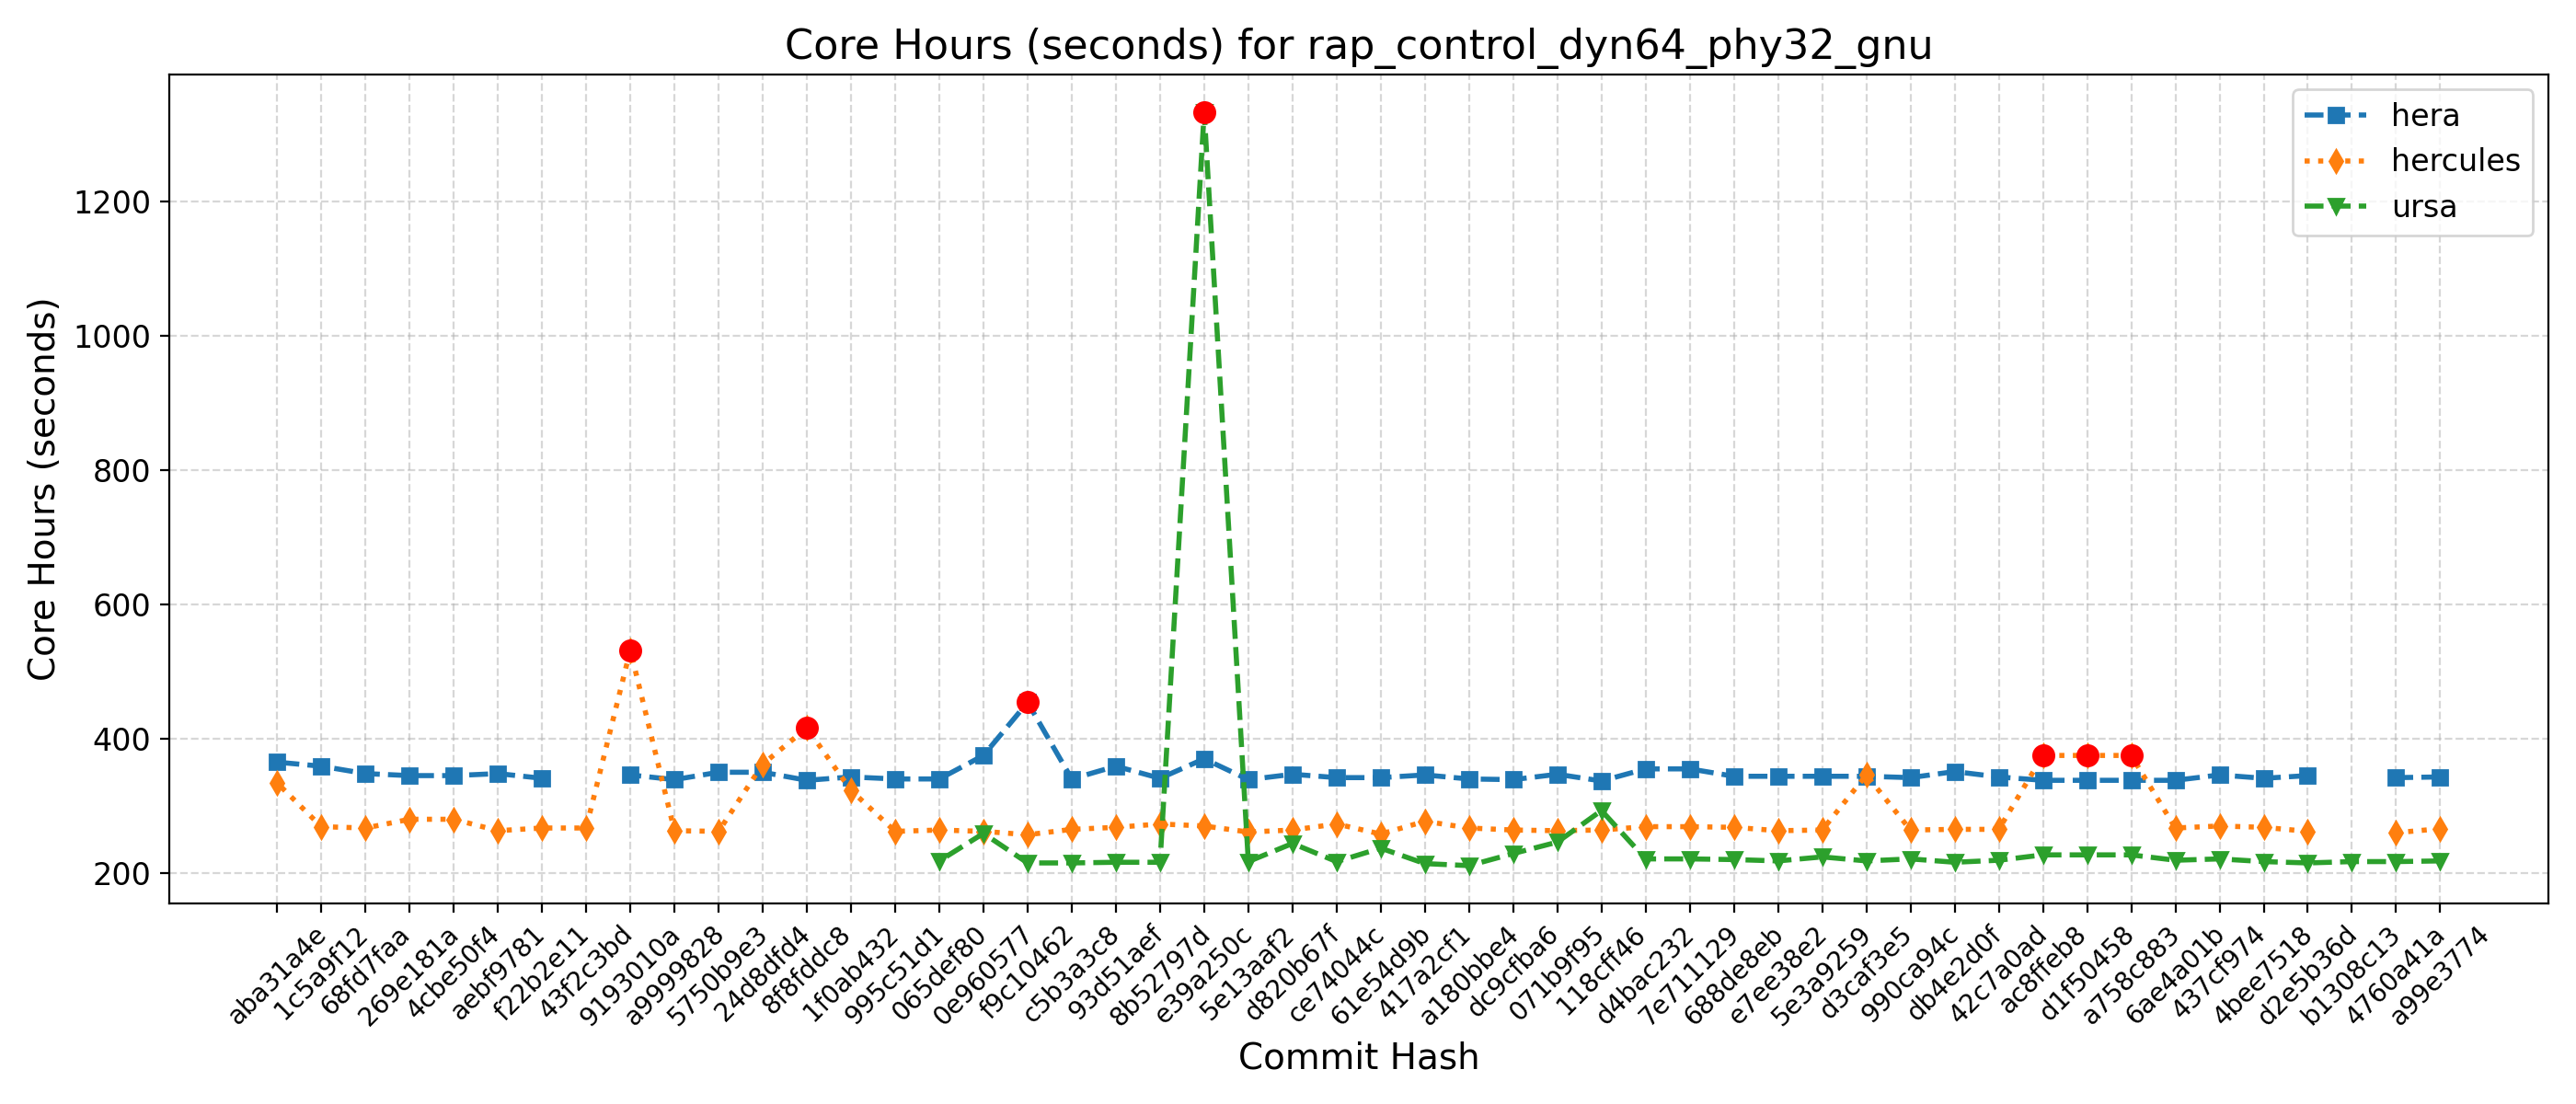 Core Hours (seconds) for rap_control_dyn64_phy32_gnu
hera
hercules
ursa
Core Hours (seconds)
1200
1000
800
600
400
200
aba31a4e
1c5a9f12
68fd7faa
269e181a
4cbe50f4
aebf9781
f22b2e11
43f2c3bd
9193010a
a9999828
5750b9e3
24d8dfd4
8f8fddc8
1f0ab432
995c51d1
065def80
0e960577
f9c10462
c5b3a3c8
93d51aef
8b52797d
e39a250c
5e13aaf2
d820b67f
ce74044c
61e54d9b
417a2cf1
a180bbe4
dc9cfba6
071b9f95
118cff46
d4bac232
7e711129
688de8eb
e7ee38e2
5e3a9259
d3caf3e5
990ca94c
db4e2d0f
42c7a0ad
ac8ffeb8
d1f50458
a758c883
6ae4a01b
437cf974
4bee7518
d2e5b36d
b1308c13
4760a41a
a99e3774
Commit Hash